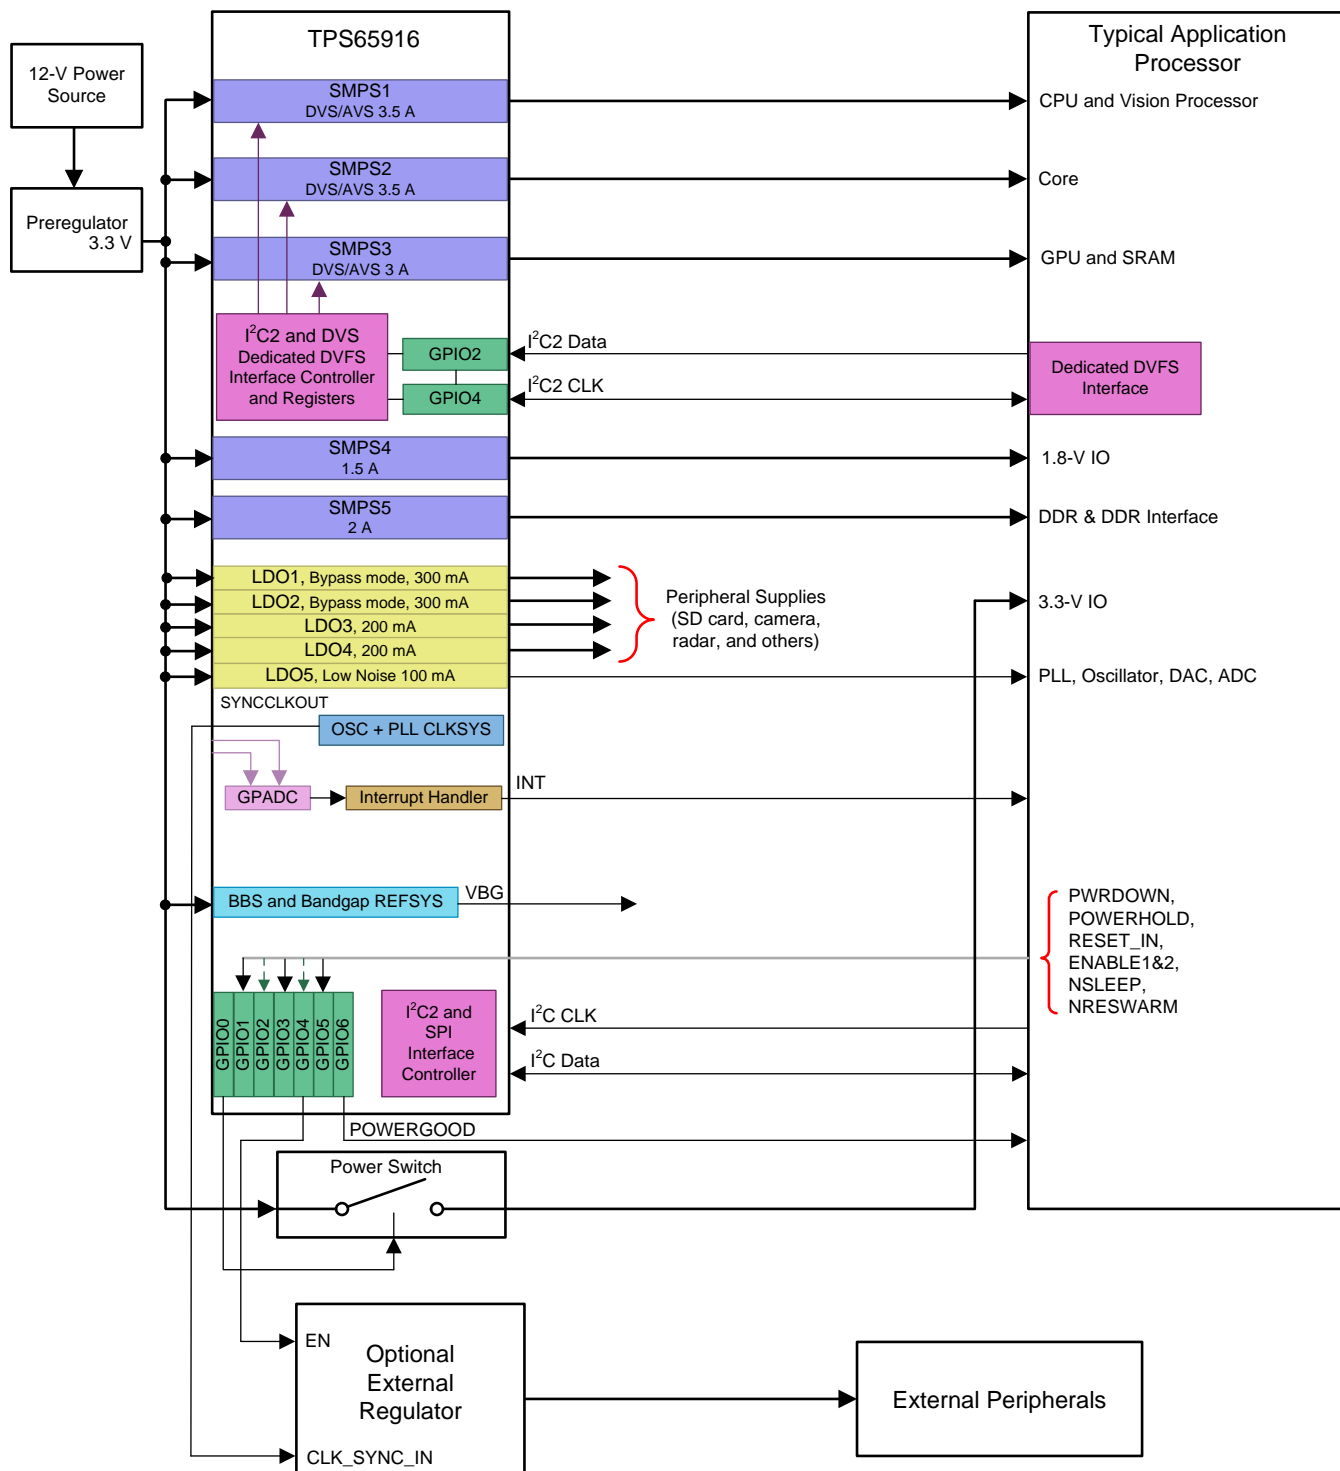 TPS65916
Typical Application
Processor
12-V Power
Source
SMPS1
DVS/AVS 3.5 A
CPU and Vision Processor
SMPS2
DVS/AVS 3.5 A
Core
Preregulator
3.3 V
SMPS3
DVS/AVS 3 A
GPU and SRAM
I²C2 and DVS
Dedicated DVFS
Interface Controller
and Registers
GPIO2
GPIO4
I²C2 Data
I²C2 CLK
Dedicated DVFS
Interface
SMPS4
1.5 A
1.8-V IO
SMPS5
2 A
DDR & DDR Interface
LDO1, Bypass mode, 300 mA
LDO2, Bypass mode, 300 mA
LDO3, 200 mA
LDO4, 200 mA
LDO5, Low Noise 100 mA
Peripheral Supplies
(SD card, camera,
radar, and others)
3.3-V IO
PLL, Oscillator, DAC, ADC
SYNCCLKOUT
OSC + PLL CLKSYS
GPADC
Interrupt Handler
INT
BBS and Bandgap REFSYS
VBG
PWRDOWN,
POWERHOLD,
RESET_IN,
ENABLE1&2,
NSLEEP,
NRESWARM
GPIO0
GPIO1
GPIO2
GPIO3
GPIO4
GPIO5
GPIO6
I²C2 and
SPI
Interface
Controller
I²C CLK
I²C Data
POWERGOOD
Power Switch
EN
Optional
External
Regulator
CLK_SYNC_IN
External Peripherals